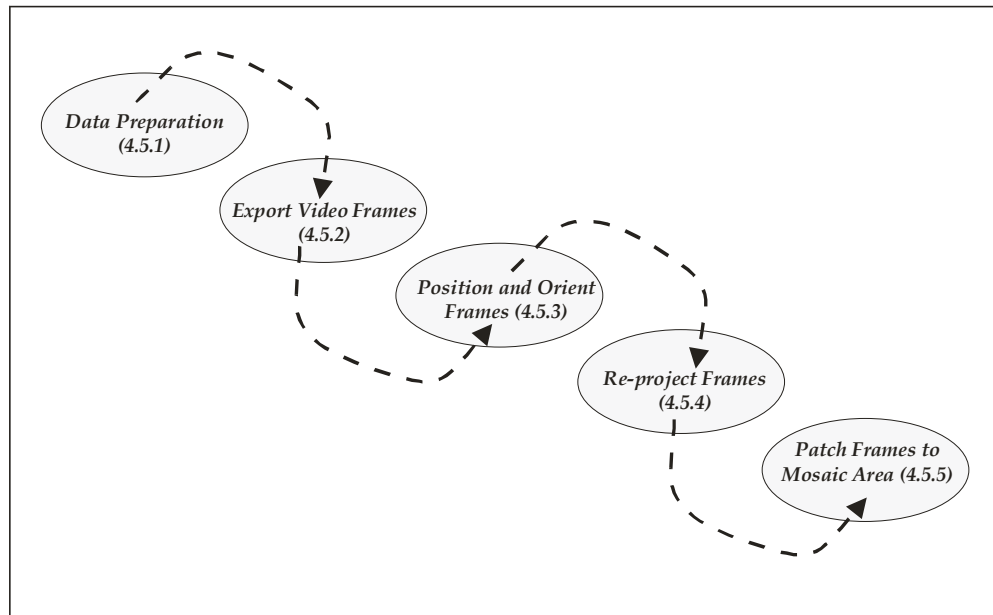 Data Preparation
(4.5.1)
Export Video Frames
(4.5.2)
Position and Orient
Frames (4.5.3)
Re-project Frames
(4.5.4)
Patch Frames to
Mosaic Area (4.5.5)